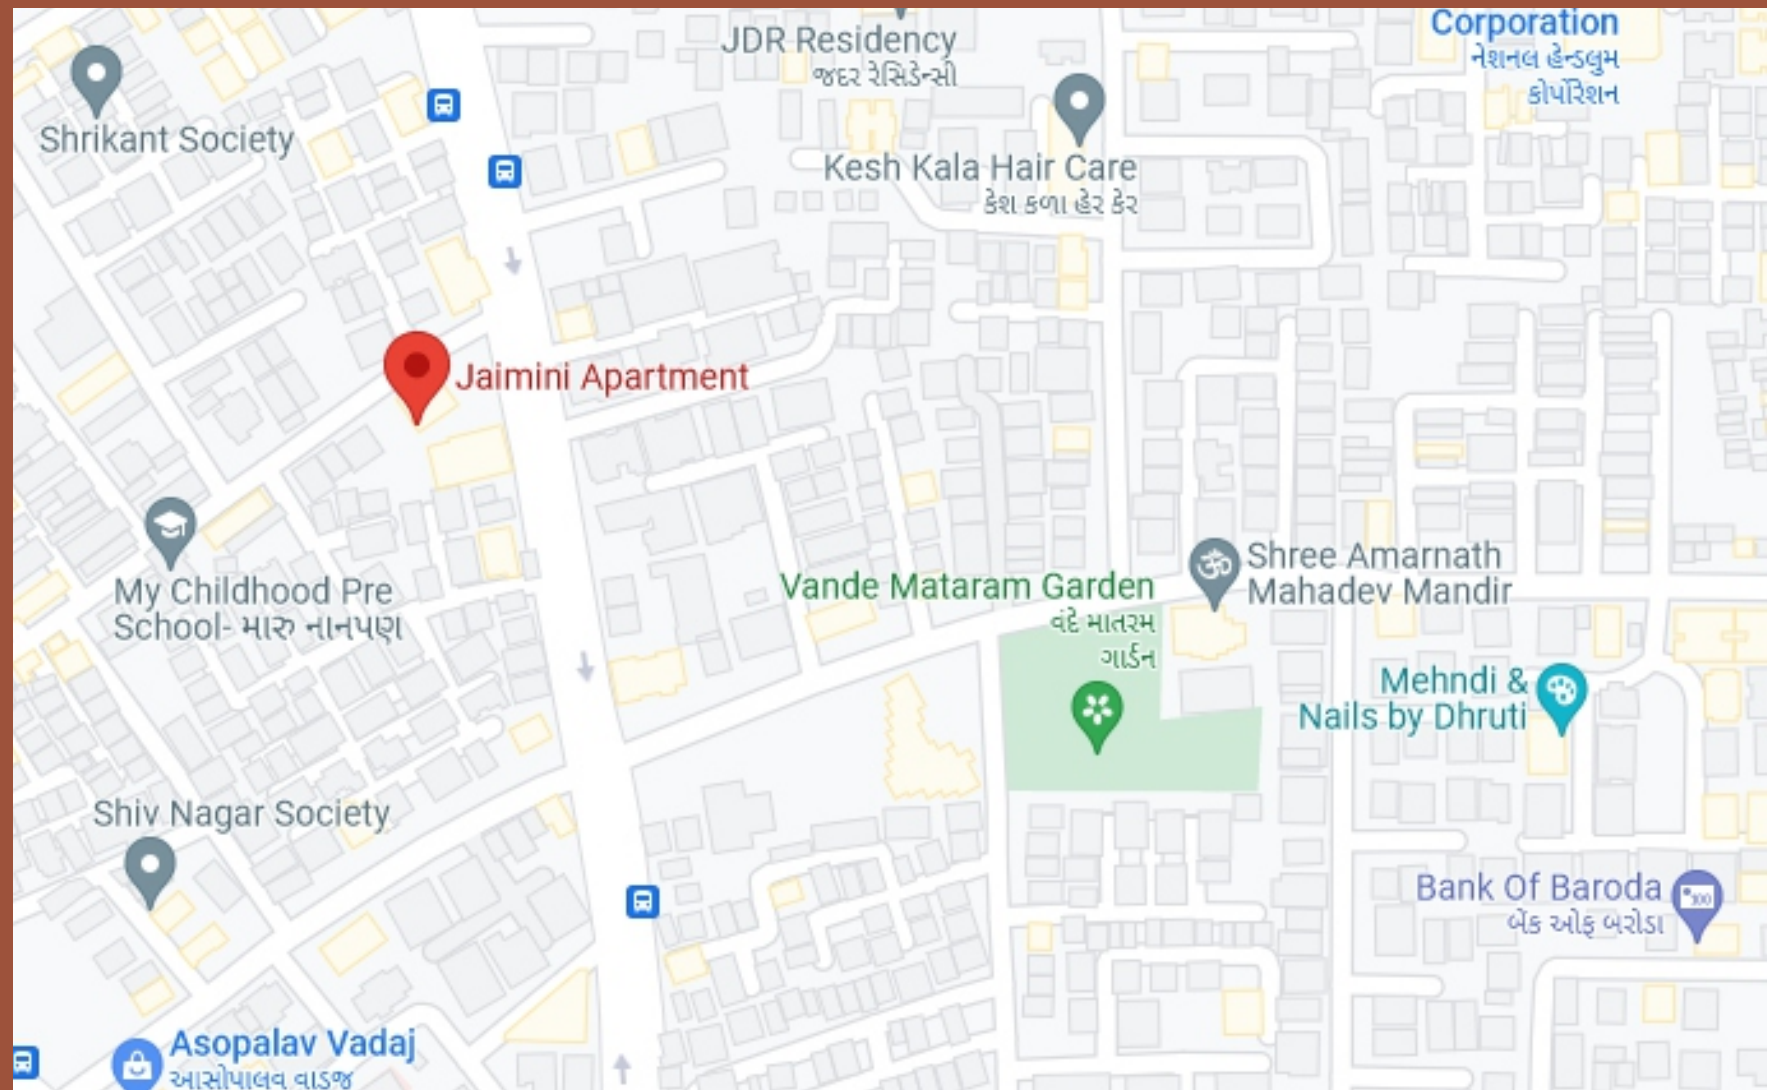 Corporation
નેશનલ હેન્ડલુમ
કોર્પોરેશન
JDR Residency
જદર રેસિડેન્સી
Shrikant Society
Kesh Kala Hair Care
કેશ કળા હેર કેર
Jaimini Apartment
My Childhood Pre
School- મારુ નાનપણ
Vande Mataram Garden
વંદે માતરમ
ગાર્ડન
Shree Amarnath
Mahadev Mandir
Mehndi &
Nails by Dhruti
Shiv Nagar Society
Bank Of Baroda
બેંક ઓફ બરોડા
Asopalav Vadaj
આસોપાલવ વાડજ